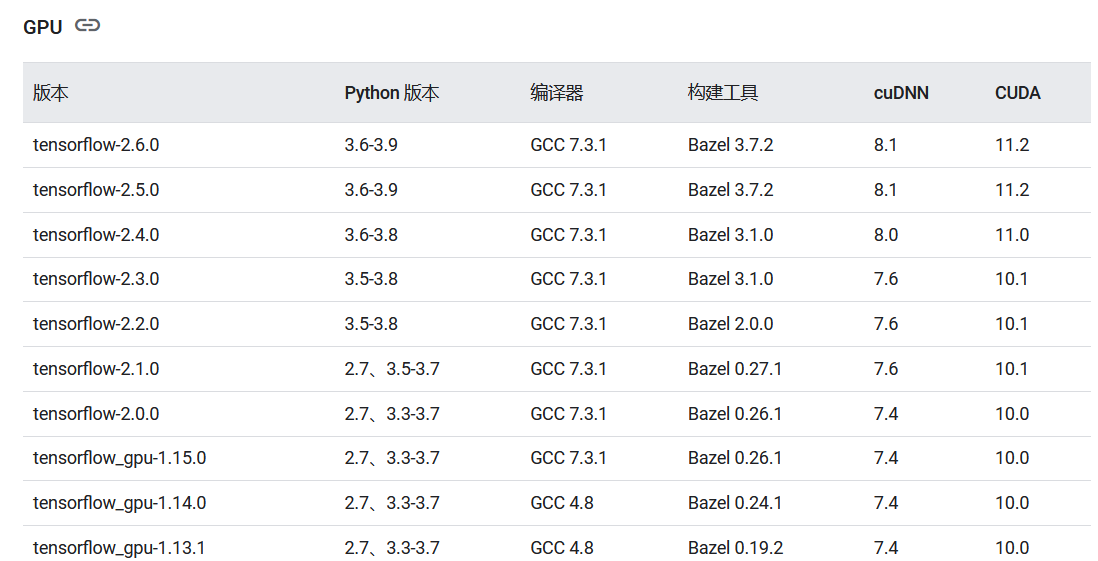 GPU
版本 Python 版本 编译器 构建工具 cuDNN CUDA
tensorflow-2.6.0 3.6-3.9 GCC 7.3.1 Bazel 3.7.2 8.1 11.2
tensorflow-2.5.0 3.6-3.9 GCC 7.3.1 Bazel 3.7.2 8.1 11.2
tensorflow-2.4.0 3.6-3.8 GCC 7.3.1 Bazel 3.1.0 8.0 11.0
tensorflow-2.3.0 3.5-3.8 GCC 7.3.1 Bazel 3.1.0 7.6 10.1
tensorflow-2.2.0 3.5-3.8 GCC 7.3.1 Bazel 2.0.0 7.6 10.1
tensorflow-2.1.0 2.7、3.5-3.7 GCC 7.3.1 Bazel 0.27.1 7.6 10.1
tensorflow-2.0.0 2.7、3.3-3.7 GCC 7.3.1 Bazel 0.26.1 7.4 10.0
tensorflow_gpu-1.15.0 2.7、3.3-3.7 GCC 7.3.1 Bazel 0.26.1 7.4 10.0
tensorflow_gpu-1.14.0 2.7、3.3-3.7 GCC 4.8 Bazel 0.24.1 7.4 10.0
tensorflow_gpu-1.13.1 2.7、3.3-3.7 GCC 4.8 Bazel 0.19.2 7.4 10.0